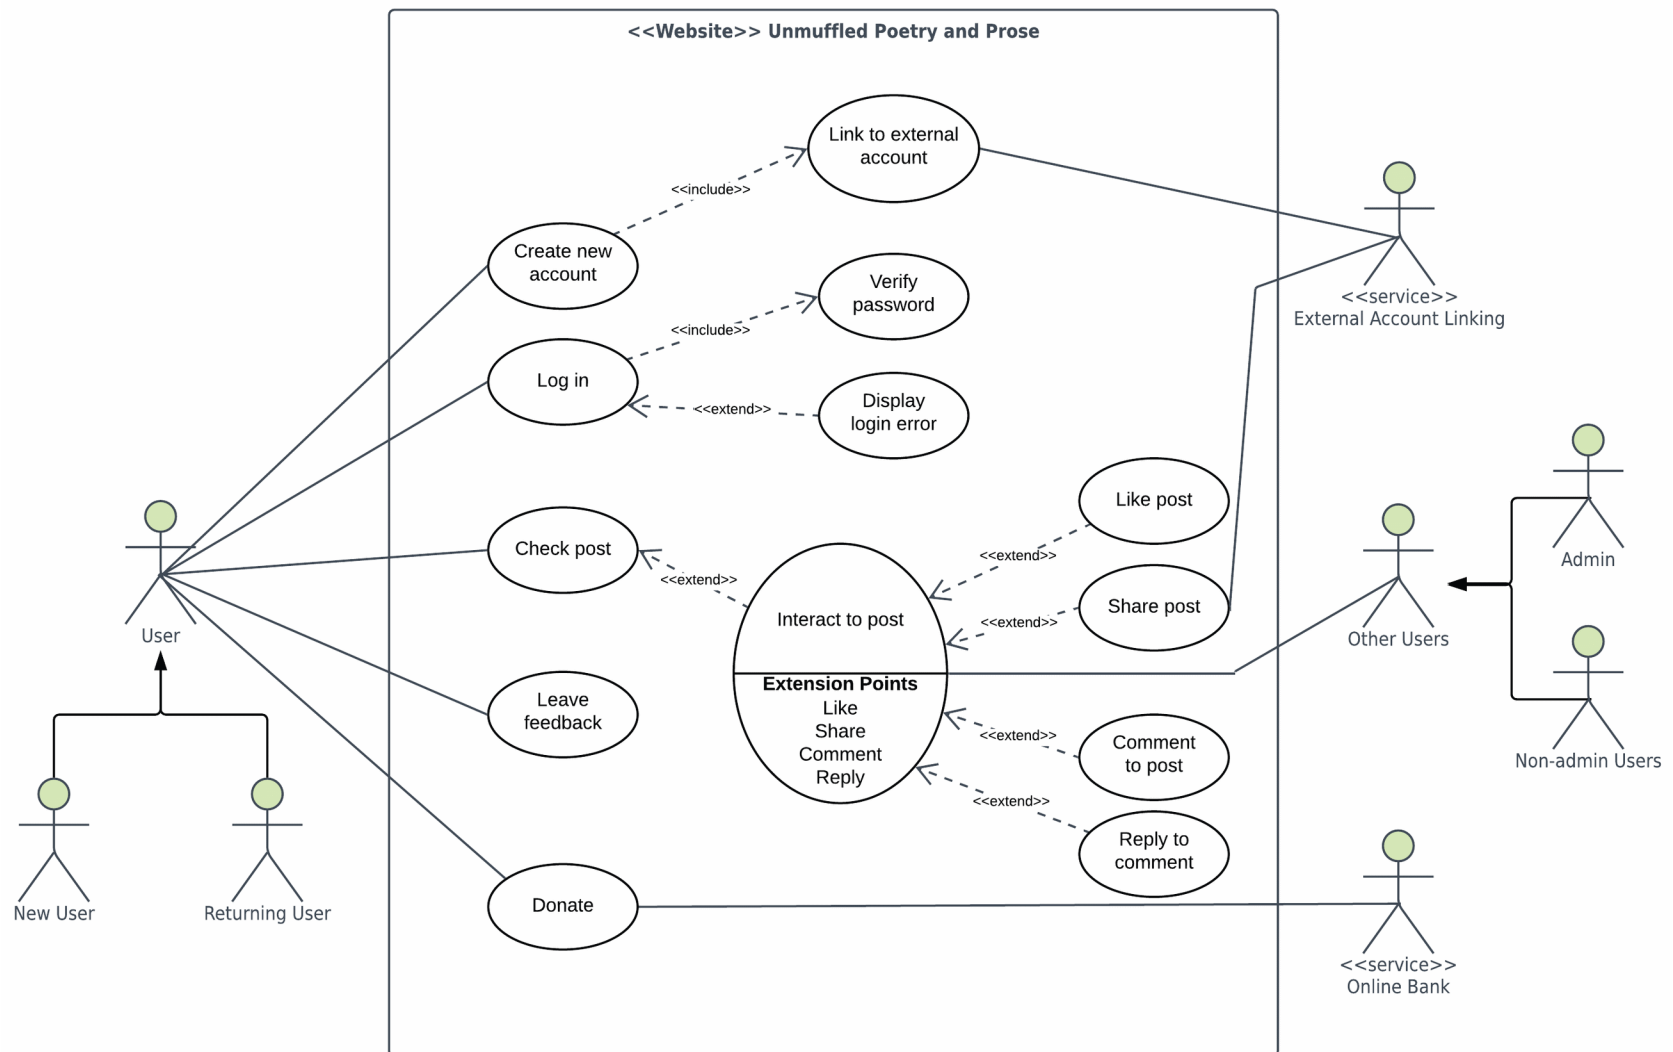 <<Website>> Unmuffled Poetry and Prose
Link to external
account
<<include>>
Create new
account
Verify
password
<<include>>
<<service>>
External Account Linking
Log in
Display
login error
<<extend>>
Like post
Check post
<<extend>>
Admin
<<extend>>
Share post
Interact to post
<<extend>>
User
Other Users
Extension Points
Like
Share
Comment
Reply
Leave
feedback
<<extend>>
Comment
to post
Non-admin Users
<<extend>>
Reply to
comment
Donate
New User
Returning User
<<service>>
Online Bank